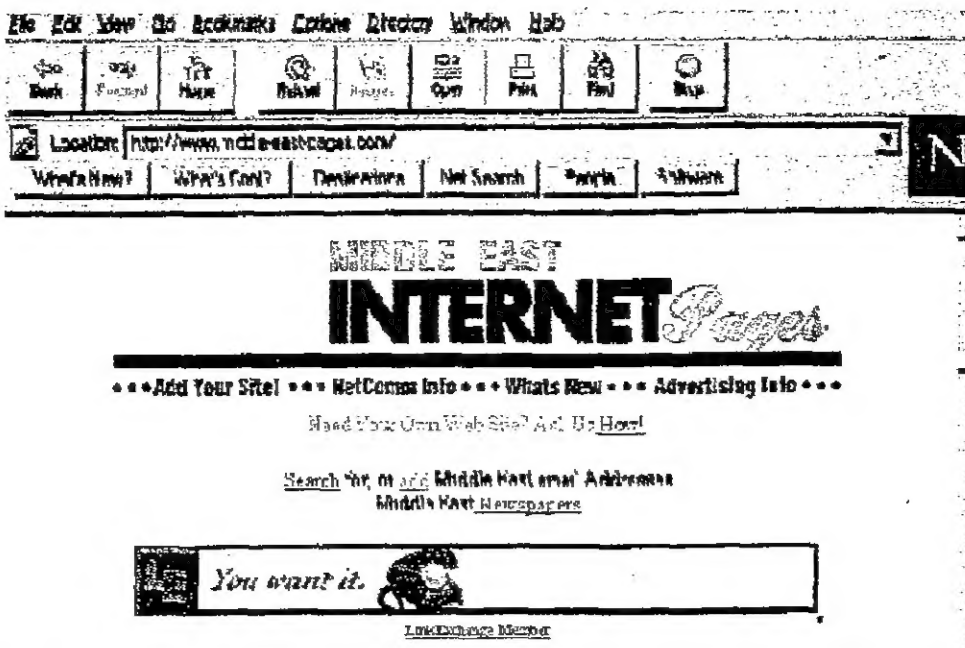 File Edit View Go Bookmarks Options Directory Window Help
Back Forward Home Reload Images Open Print Find Stop
Location: http://www.middle-east-pages.com/
What's New? What's Cool? Destinations Net Search People Software
N
MIDDLE EAST
INTERNET Pages
•••Add Your Site! ••• NetComms Info ••• Whats New ••• Advertising Info •••
Need Your Own Web Site? Ask Us How!
Search for, or add Middle East email Addresses
Middle East Newspapers
You want it.
LinkExchange Member